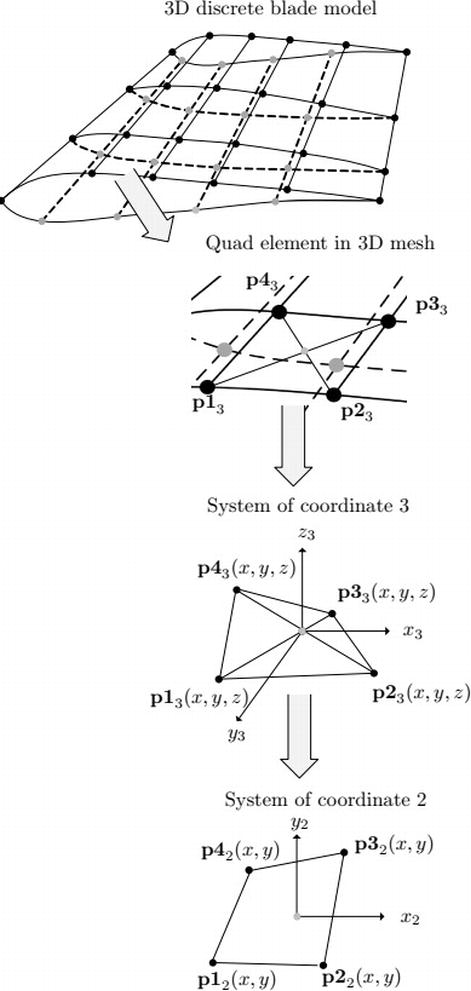 3D discrete blade model
Quad element in 3D mesh
p4₃
p3₃
p1₃
p2₃
System of coordinate 3
z₃
p4₃(x, y, z)
p3₃(x, y, z)
x₃
p1₃(x, y, z)
p2₃(x, y, z)
y₃
System of coordinate 2
y₂
p4₂(x, y)
p3₂(x, y)
x₂
p1₂(x, y)
p2₂(x, y)